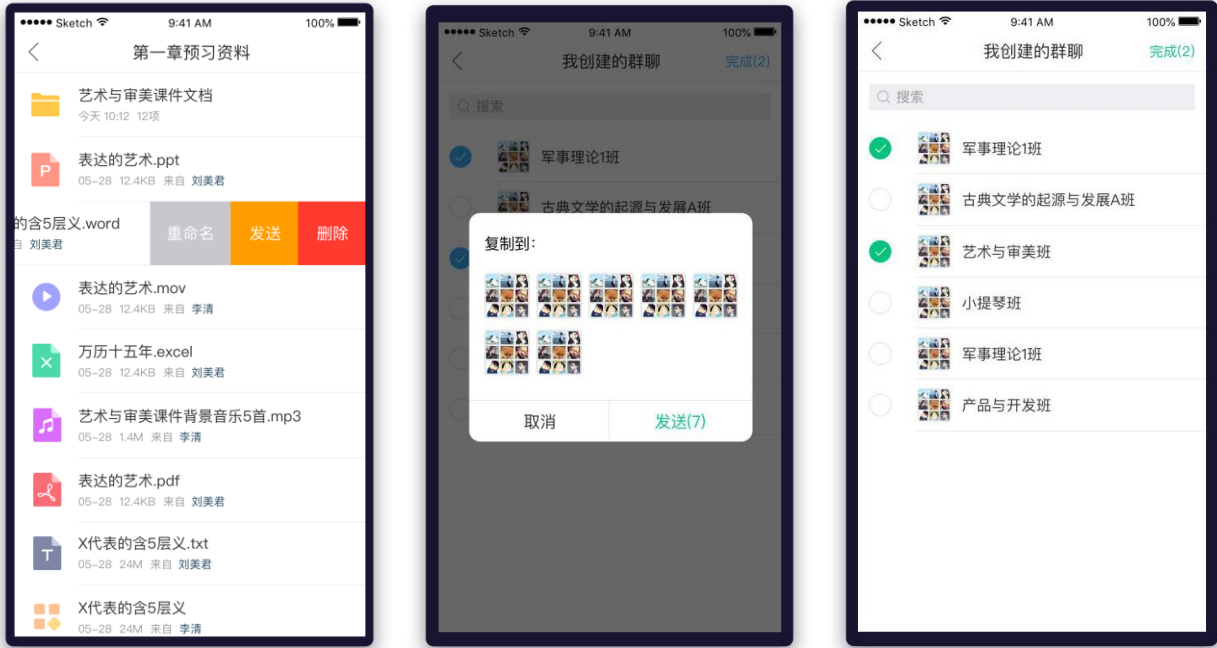 Sketch 9:41 AM 100%
第一章预习资料
艺术与审美课件文档
今天 10:12 12项
表达的艺术.ppt
05-28 12.4KB 来自 刘美君
的含5层义.word
自 刘美君
重命名 发送 删除
表达的艺术.mov
05-28 12.4KB 来自 李清
万历十五年.excel
05-28 12.4KB 来自 刘美君
艺术与审美课件背景音乐5首.mp3
05-28 1.4M 来自 李清
表达的艺术.pdf
05-28 12.4KB 来自 刘美君
X代表的含5层义.txt
05-28 24M 来自 刘美君
X代表的含5层义
05-28 24M 来自 李清
Sketch 9:41 AM 100%
我创建的群聊 完成(2)
搜索
军事理论1班
古典文学的起源与发展A班
复制到:
取消 发送(7)
Sketch 9:41 AM 100%
我创建的群聊 完成(2)
搜索
军事理论1班
古典文学的起源与发展A班
艺术与审美班
小提琴班
军事理论1班
产品与开发班